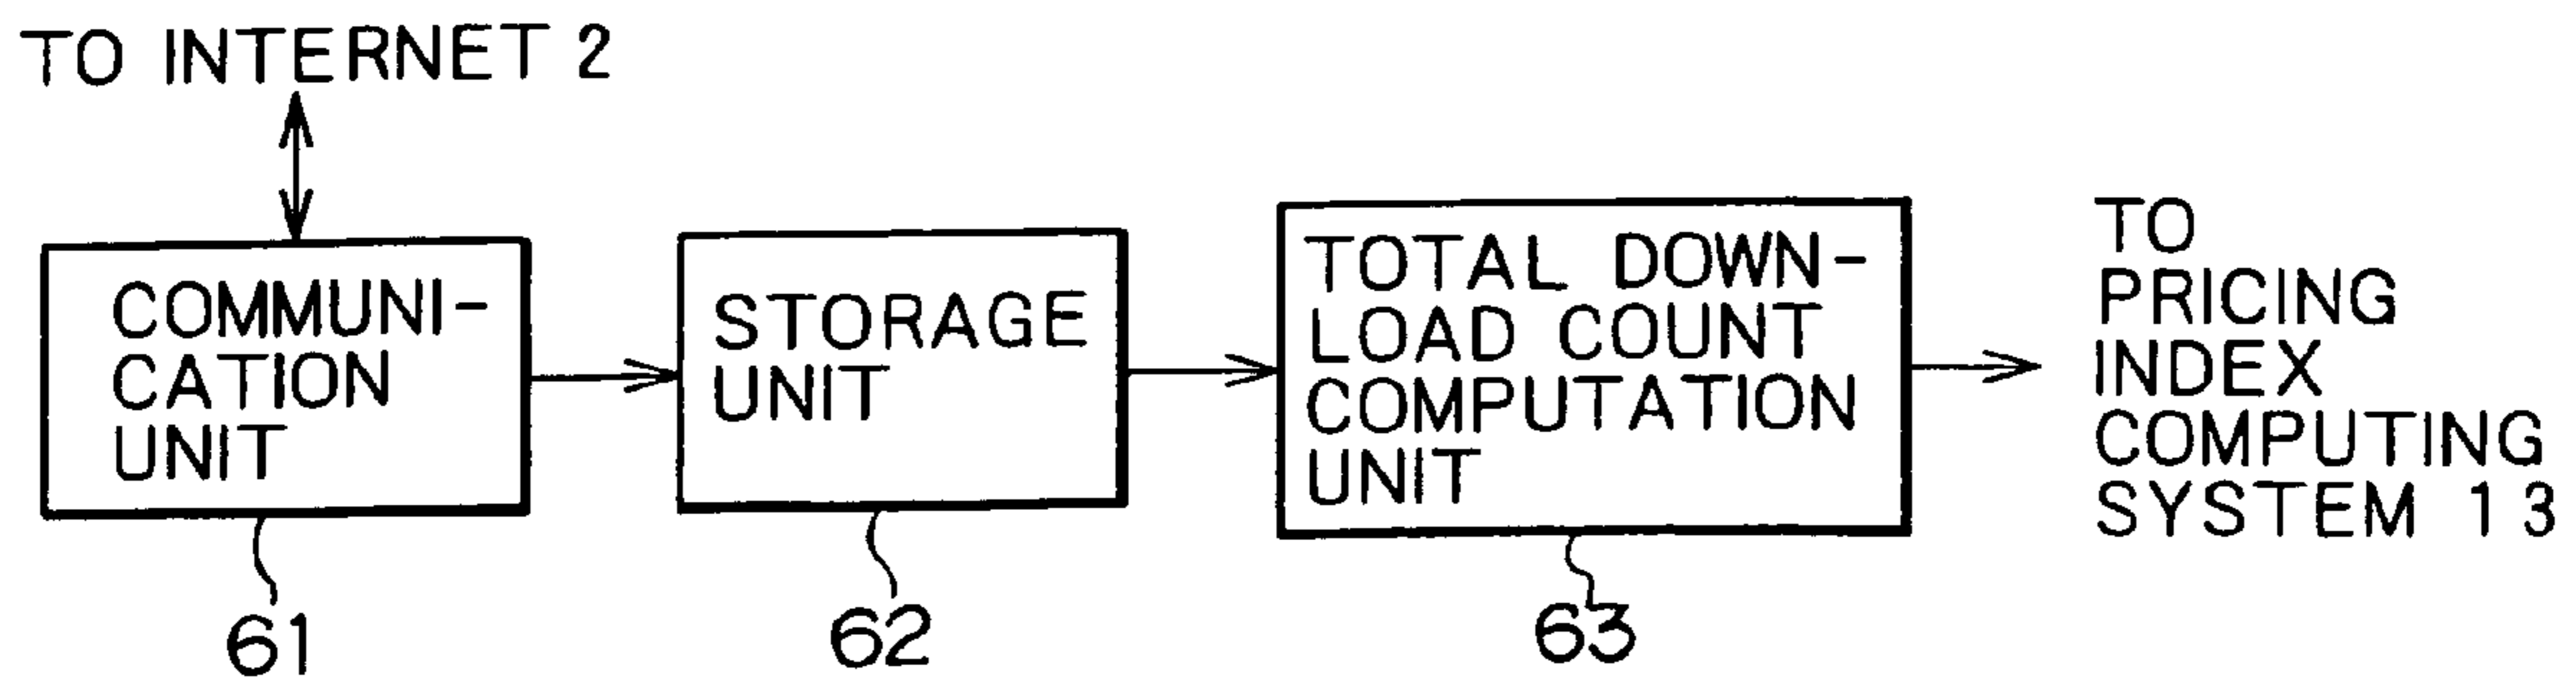 TO INTERNET 2
COMMUNI-
CATION
UNIT
STORAGE
UNIT
TOTAL DOWN-
LOAD COUNT
COMPUTATION
UNIT
TO
PRICING
INDEX
COMPUTING
SYSTEM 13
61
62
63